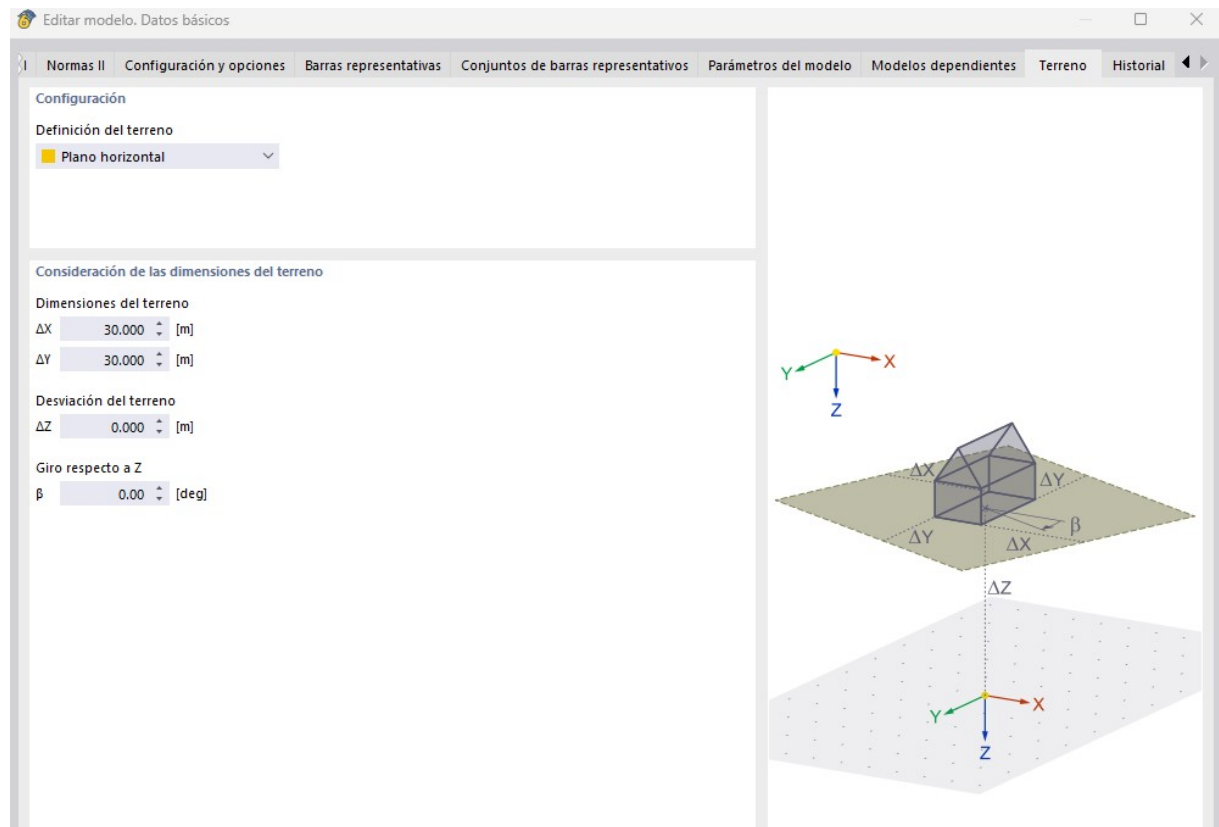 Editar modelo. Datos básicos
Normas II Configuración y opciones Barras representativas Conjuntos de barras representativos Parámetros del modelo Modelos dependientes Terreno Historial
Configuración
Definición del terreno
Plano horizontal
Consideración de las dimensiones del terreno
Dimensiones del terreno
ΔX 30.000 [m]
ΔY 30.000 [m]
Desviación del terreno
ΔZ 0.000 [m]
Giro respecto a Z
β 0.00 [deg]
Y X
Z
ΔX ΔY
ΔY ΔX β
ΔZ
Y X
Z